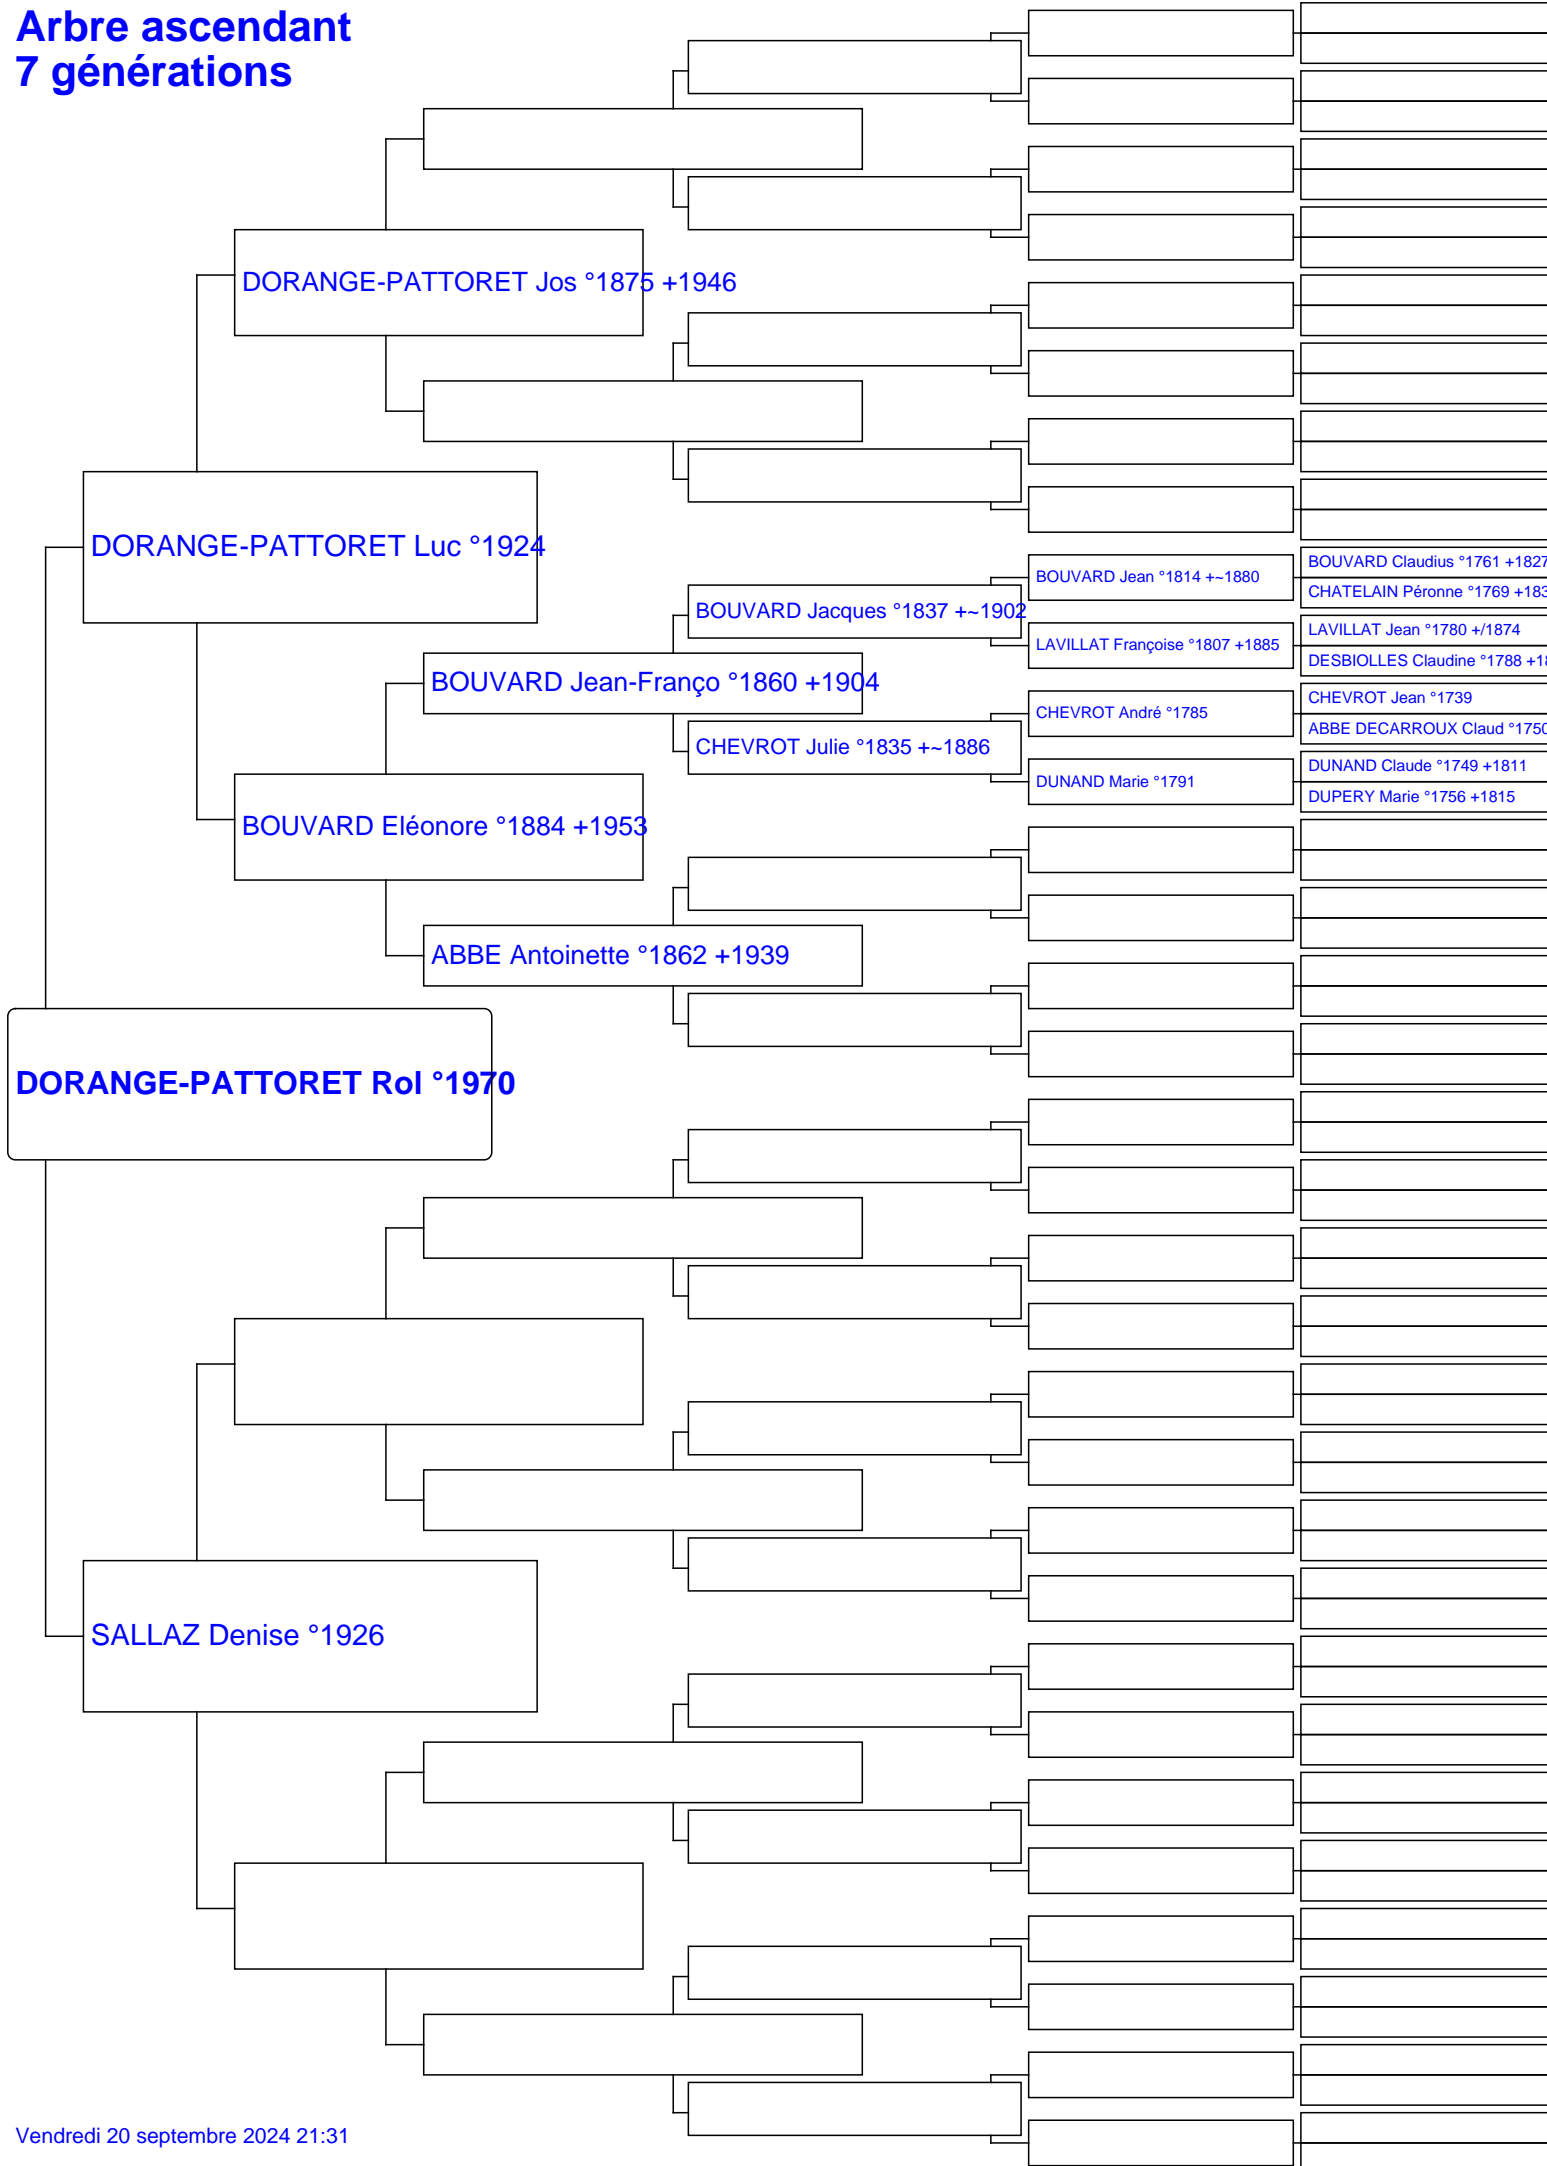 Arbre ascendant
7 générations
DORANGE-PATTORET Jos °1875 +1946
DORANGE-PATTORET Luc °1924
BOUVARD Claudius °1761 +1827
BOUVARD Jean °1814 +~1880
CHATELAIN Péronne °1769 +183
BOUVARD Jacques °1837 +~1902
LAVILLAT Jean °1780 +/1874
LAVILLAT Françoise °1807 +1885
DESBIOLLES Claudine °1788 +18
BOUVARD Jean-Franço °1860 +1904
CHEVROT Jean °1739
CHEVROT André °1785
ABBE DECARROUX Claud °1750
CHEVROT Julie °1835 +~1886
DUNAND Claude °1749 +1811
DUNAND Marie °1791
DUPERY Marie °1756 +1815
BOUVARD Eléonore °1884 +1953
ABBE Antoinette °1862 +1939
DORANGE-PATTORET Rol °1970
SALLAZ Denise °1926
Vendredi 20 septembre 2024 21:31